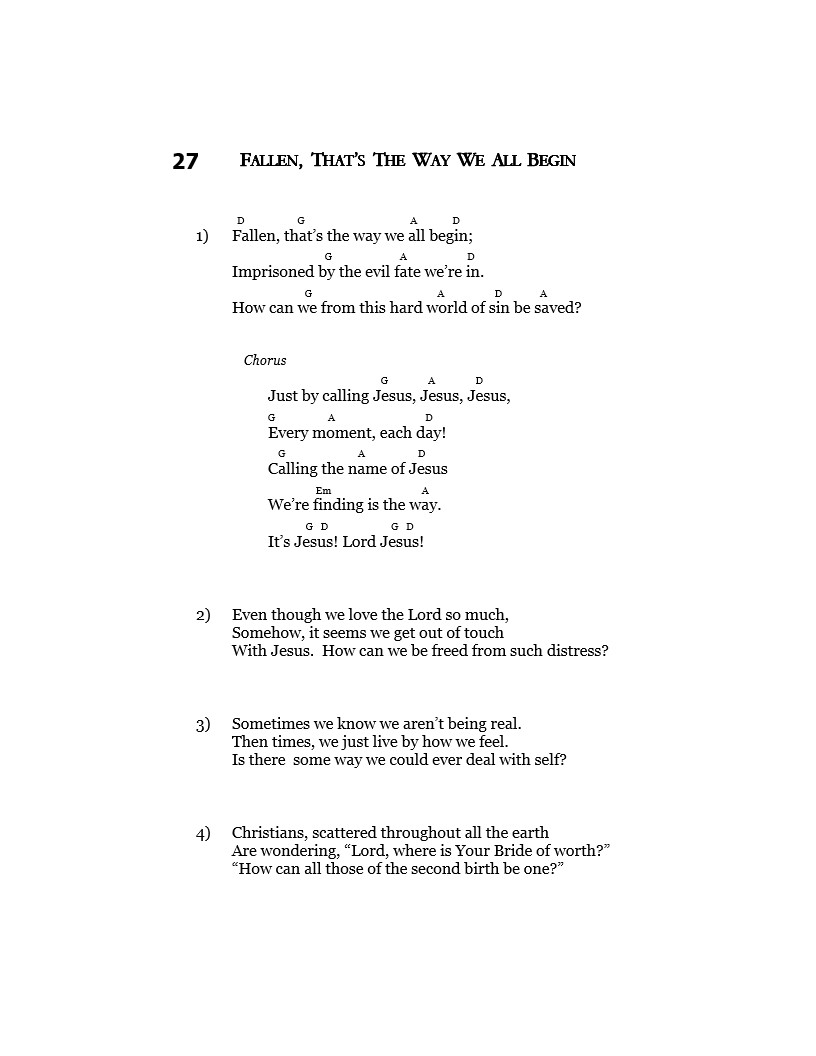 27 FALLEN, THAT'S THE WAY WE ALL BEGIN
D G A D
1) Fallen, that's the way we all begin;
G A D
Imprisoned by the evil fate we're in.
G A D A
How can we from this hard world of sin be saved?
Chorus
G A D
Just by calling Jesus, Jesus, Jesus,
G A D
Every moment, each day!
G A D
Calling the name of Jesus
Em A
We're finding is the way.
G D G D
It's Jesus! Lord Jesus!
2) Even though we love the Lord so much,
Somehow, it seems we get out of touch
With Jesus.  How can we be freed from such distress?
3) Sometimes we know we aren't being real.
Then times, we just live by how we feel.
Is there  some way we could ever deal with self?
4) Christians, scattered throughout all the earth
Are wondering, “Lord, where is Your Bride of worth?”
“How can all those of the second birth be one?”